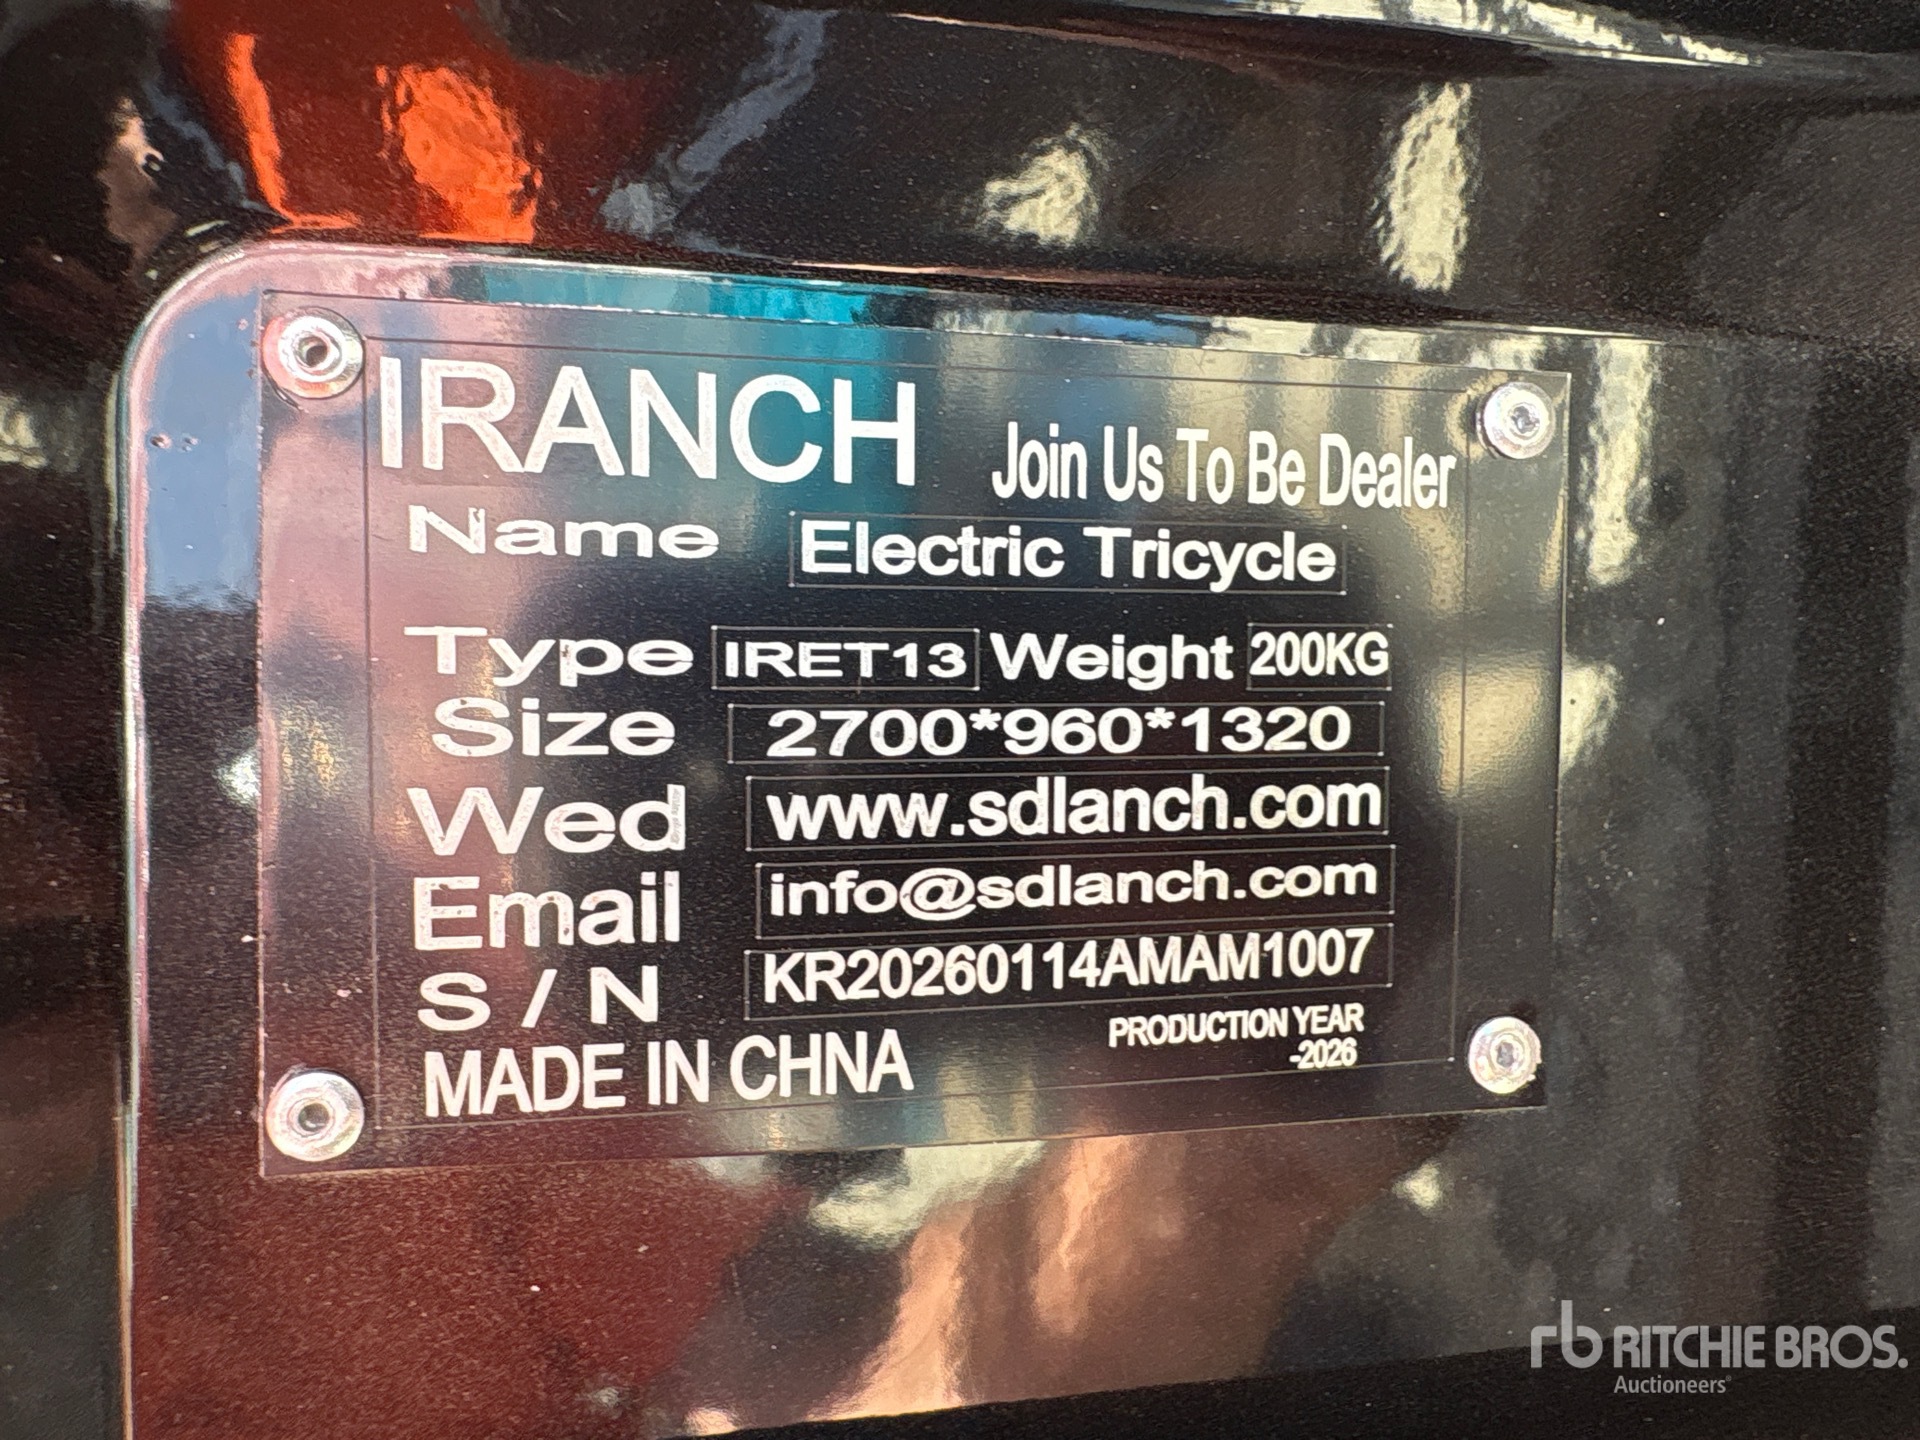 IRANCH Join Us To Be Dealer
Name Electric Tricycle
Type IRET13 Weight 200KG
Size 2700*960*1320
Wed www.sdlanch.com
Email info@sdlanch.com
S/N KR20260114AMAM1007
MADE IN CHNA PRODUCTION YEAR
-2026
rb RITCHIE BROS.
Auctioneers